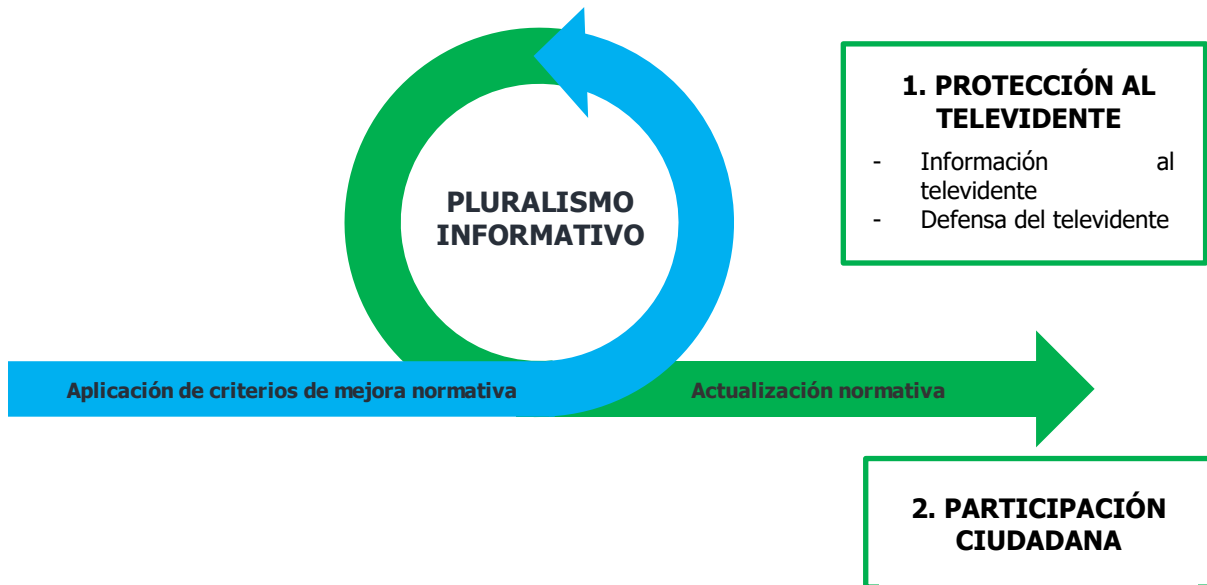 PLURALISMO
INFORMATIVO
Aplicación de criterios de mejora normativa
Actualización normativa
1. PROTECCIÓN AL
TELEVIDENTE
- Información al
televidente
- Defensa del televidente
2. PARTICIPACIÓN
CIUDADANA